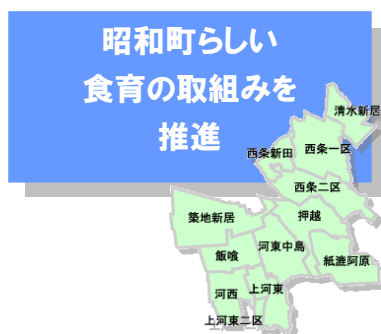 昭和町らしい
食育の取組みを
推進
清水新居
西条一区
西条新田
西条二区
押越
築地新居
河東中島
紙漉阿原
飯喰
上河東
河西
上河東二区